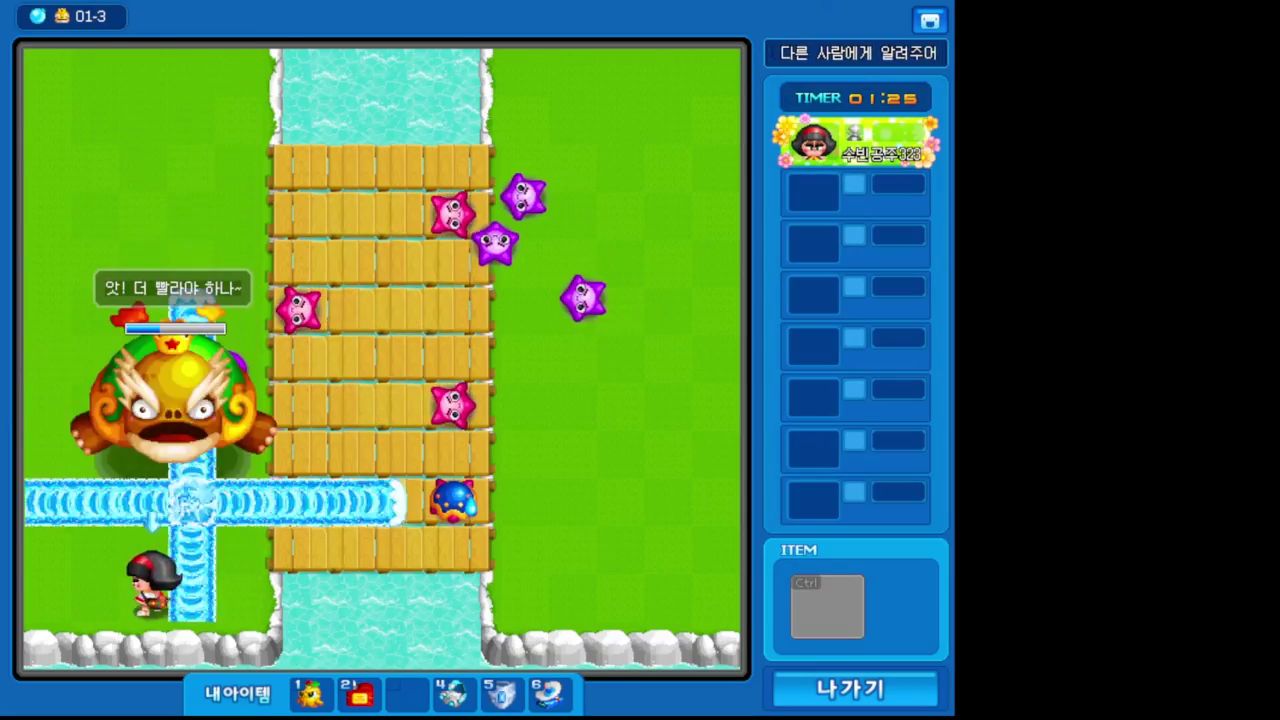 01-3
다른 사람에게 알려주어
TIMER 01:25
수빈공주323
앗! 더 빨라야 하나~
ITEM
Ctrl
내아이템
1
2
4
5
6
나가기